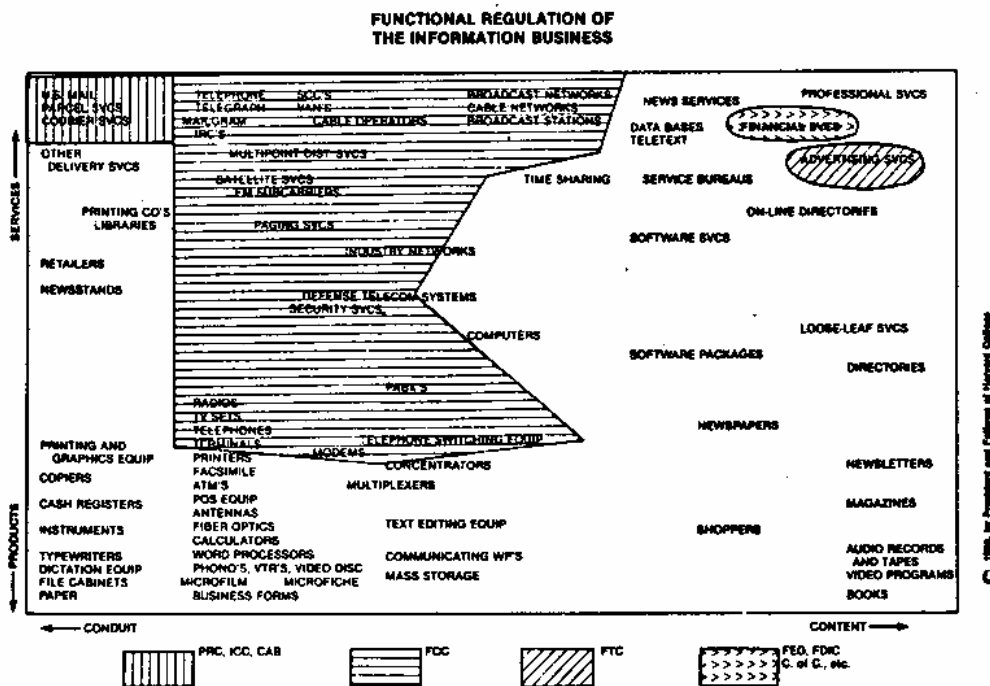 FUNCTIONAL REGULATION OF
THE INFORMATION BUSINESS
U.S. MAIL
PARCEL SVCS
COURIER SVCS
TELEPHONE
TELEGRAPH
MAILGRAM
IRC'S
SCC'S
VAN'S
CABLE OPERATORS
BROADCAST NETWORKS
CABLE NETWORKS
BROADCAST STATIONS
NEWS SERVICES
DATA BASES
TELETEXT
PROFESSIONAL SVCS
FINANCIAL SVCS
ADVERTISING SVCS
OTHER
DELIVERY SVCS
MULTIPOINT DIST SVCS
SATELLITE SVCS
FM SUBCARRIERS
TIME SHARING
SERVICE BUREAUS
ON-LINE DIRECTORIES
PRINTING CO'S
LIBRARIES
PAGING SVCS
SOFTWARE SVCS
INDUSTRY NETWORKS
RETAILERS
NEWSSTANDS
DEFENSE TELECOM SYSTEMS
SECURITY SVCS
COMPUTERS
LOOSE-LEAF SVCS
SOFTWARE PACKAGES
DIRECTORIES
PABX'S
RADIOS
TV SETS
TELEPHONES
TERMINALS
TELEPHONE SWITCHING EQUIP
NEWSPAPERS
PRINTING AND
GRAPHICS EQUIP
PRINTERS
MODEMS
CONCENTRATORS
NEWSLETTERS
COPIERS
FACSIMILE
ATM'S
MULTIPLEXERS
CASH REGISTERS
POS EQUIP
ANTENNAS
MAGAZINES
INSTRUMENTS
FIBER OPTICS
CALCULATORS
TEXT EDITING EQUIP
SHOPPERS
TYPEWRITERS
WORD PROCESSORS
COMMUNICATING WP'S
AUDIO RECORDS
AND TAPES
DICTATION EQUIP
PHONO'S, VTR'S, VIDEO DISC
MASS STORAGE
VIDEO PROGRAMS
FILE CABINETS
MICROFILM
MICROFICHE
PAPER
BUSINESS FORMS
BOOKS
SERVICES
PRODUCTS
CONDUIT
CONTENT
PRC, ICC, CAB
FCC
FTC
FED, FDIC
C. of C., etc.
President and Fellows of Harvard College